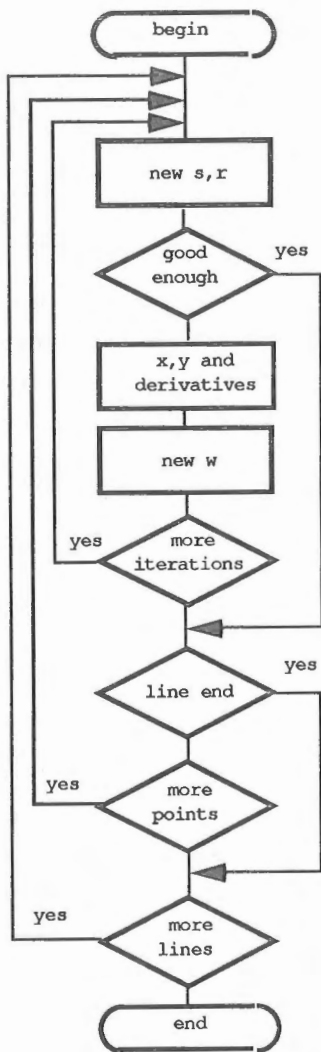 begin
new s,r
good
enough
yes
x,y and
derivatives
new w
yes
more
iterations
yes
line end
yes
more
points
yes
more
lines
end